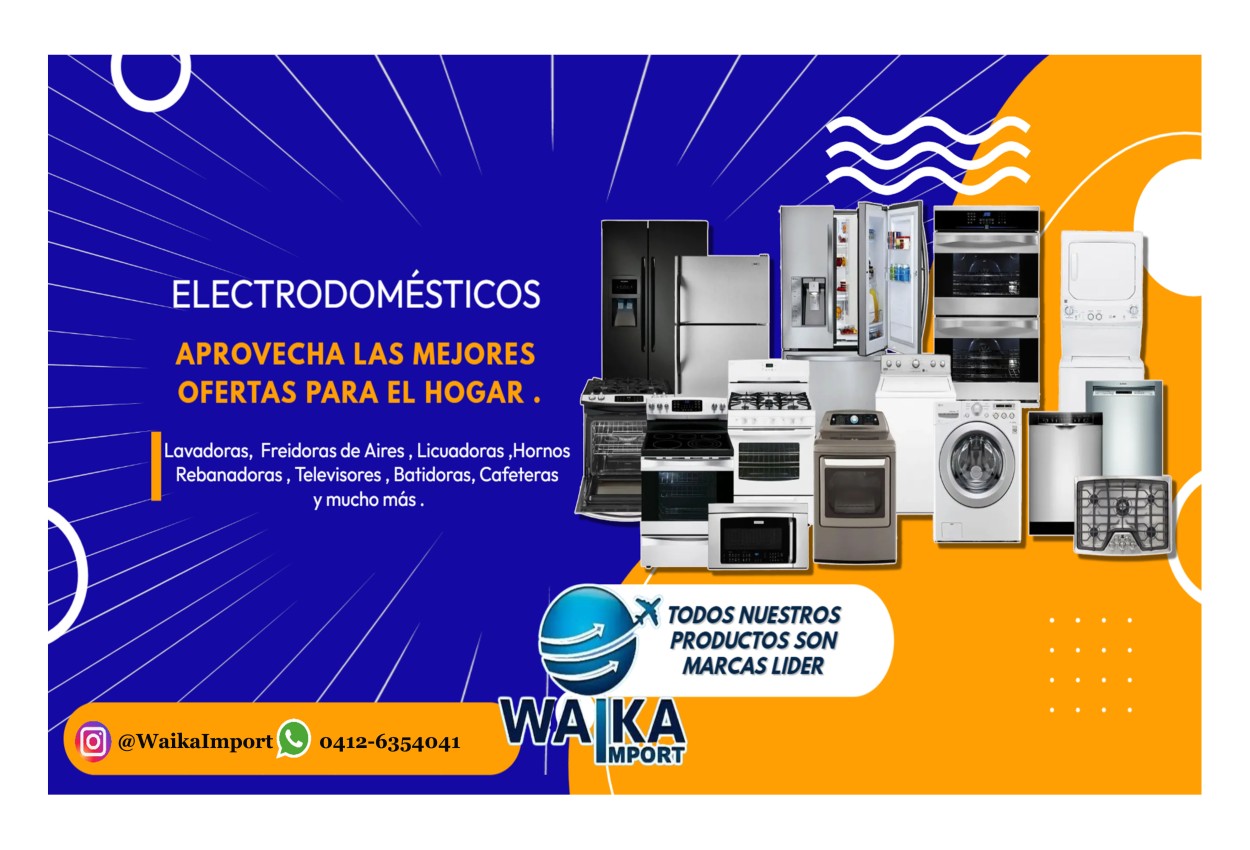 ELECTRODOMÉSTICOS
APROVECHA LAS MEJORES
OFERTAS PARA EL HOGAR .
Lavadoras, Freidoras de Aires , Licuadoras ,Hornos
Rebanadoras , Televisores , Batidoras, Cafeteras
y mucho más .
TODOS NUESTROS
PRODUCTOS SON
MARCAS LIDER
WAIKA
IMPORT
@WaikaImport 0412-6354041